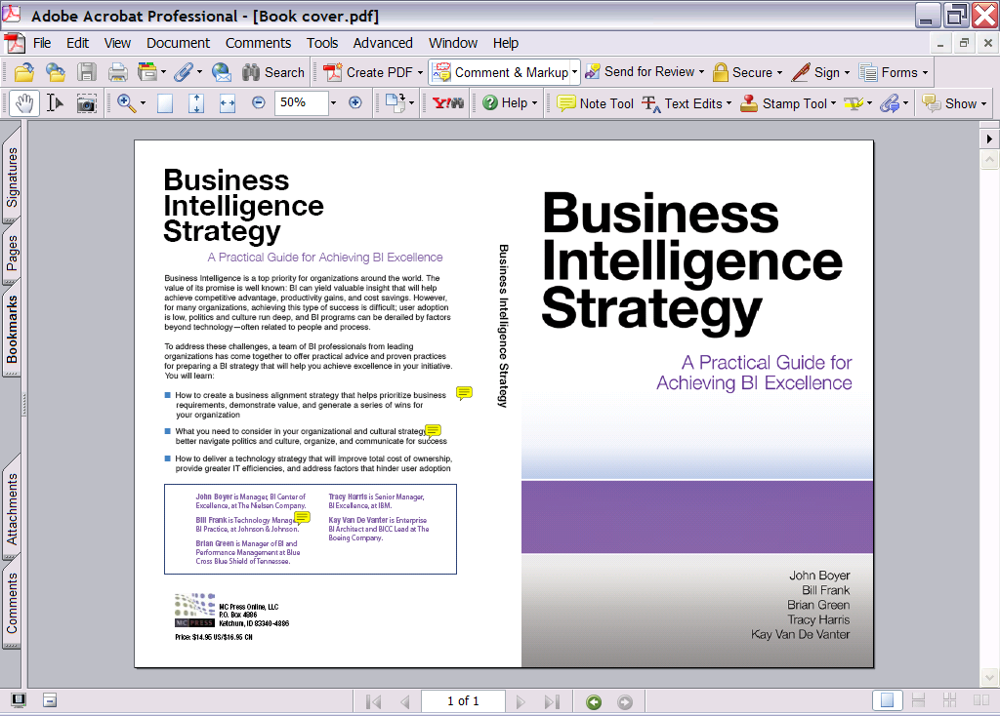 Adobe Acrobat Professional - [Book cover.pdf]
File Edit View Document Comments Tools Advanced Window Help
Search Create PDF Comment & Markup Send for Review Secure Sign Forms
50% Y! Help Note Tool Text Edits Stamp Tool Show
Signatures
Pages
Bookmarks
Attachments
Comments
Business
Intelligence
Strategy
A Practical Guide for Achieving BI Excellence
Business Intelligence is a top priority for organizations around the world. The
value of its promise is well known: BI can yield valuable insight that will help
achieve competitive advantage, productivity gains, and cost savings. However,
for many organizations, achieving this type of success is difficult; user adoption
is low, politics and culture run deep, and BI programs can be derailed by factors
beyond technology—often related to people and process.
To address these challenges, a team of BI professionals from leading
organizations has come together to offer practical advice and proven practices
for preparing a BI strategy that will help you achieve excellence in your initiative.
You will learn:
How to create a business alignment strategy that helps prioritize business
requirements, demonstrate value, and generate a series of wins for
your organization
What you need to consider in your organizational and cultural strategy
better navigate politics and culture, organize, and communicate for success
How to deliver a technology strategy that will improve total cost of ownership,
provide greater IT efficiencies, and address factors that hinder user adoption
John Boyer is Manager, BI Center of
Excellence, at The Nielsen Company.
Bill Frank is Technology Manage
BI Practice, at Johnson & Johnson.
Brian Green is Manager of BI and
Performance Management at Blue
Cross Blue Shield of Tennessee.
Tracy Harris is Senior Manager,
BI Excellence, at IBM.
Kay Van De Vanter is Enterprise
BI Architect and BICC Lead at The
Boeing Company.
MC PRESS
MC Press Online, LLC
P.O. Box 4886
Ketchum, ID 83340-4886
Price: $14.95 US/$16.95 CN
Business Intelligence Strategy
Business
Intelligence
Strategy
A Practical Guide for
Achieving BI Excellence
John Boyer
Bill Frank
Brian Green
Tracy Harris
Kay Van De Vanter
1 of 1